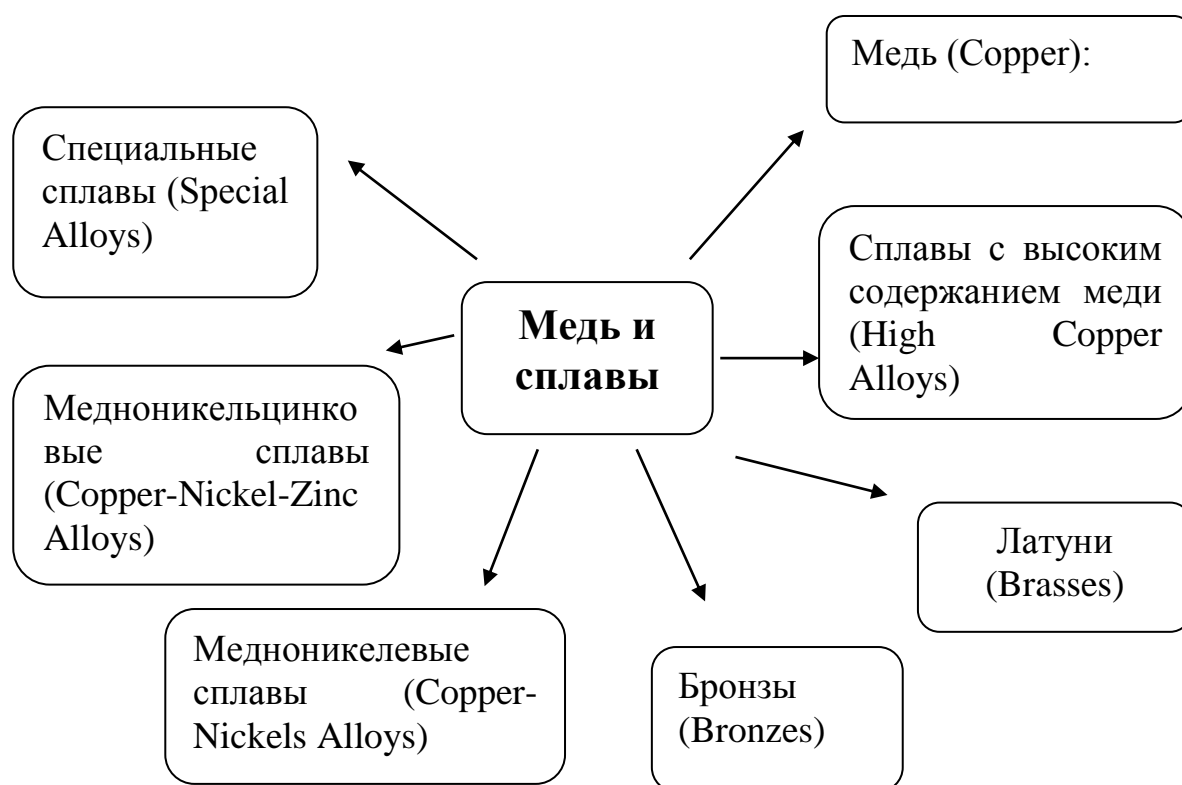 Медь (Copper):
Специальные
сплавы (Special
Alloys)
Сплавы с высоким
содержанием меди
(High Copper
Alloys)
Медь и
сплавы
Медноникельцинко
вые сплавы
(Copper-Nickel-Zinc
Alloys)
Латуни
(Brasses)
Медноникелевые
сплавы (Copper-
Nickels Alloys)
Бронзы
(Bronzes)